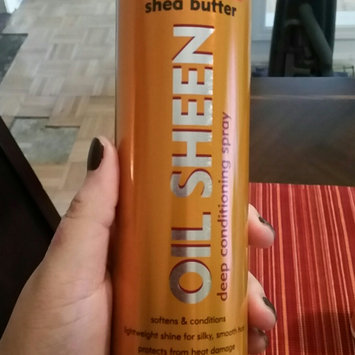 shea butter
OIL SHEEN
deep conditioning spray
softens & conditions
lightweight shine for silky, smooth
protects from heat damage